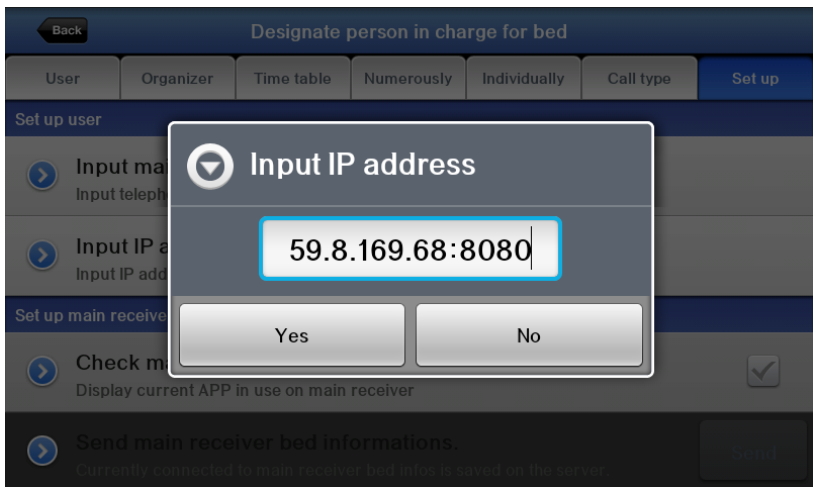 Back
Designate person in charge for bed
User
Organizer
Time table
Numerously
Individually
Call type
Set up
Set up user
Input mai
Input teleph
Input IP address
59.8.169.68:8080
Input IP a
Input IP add
Yes
No
Set up main receive
Check m
Display current APP in use on main receiver
Send main receiver bed informations.
Currently connected to main receiver bed infos is saved on the server.
Send